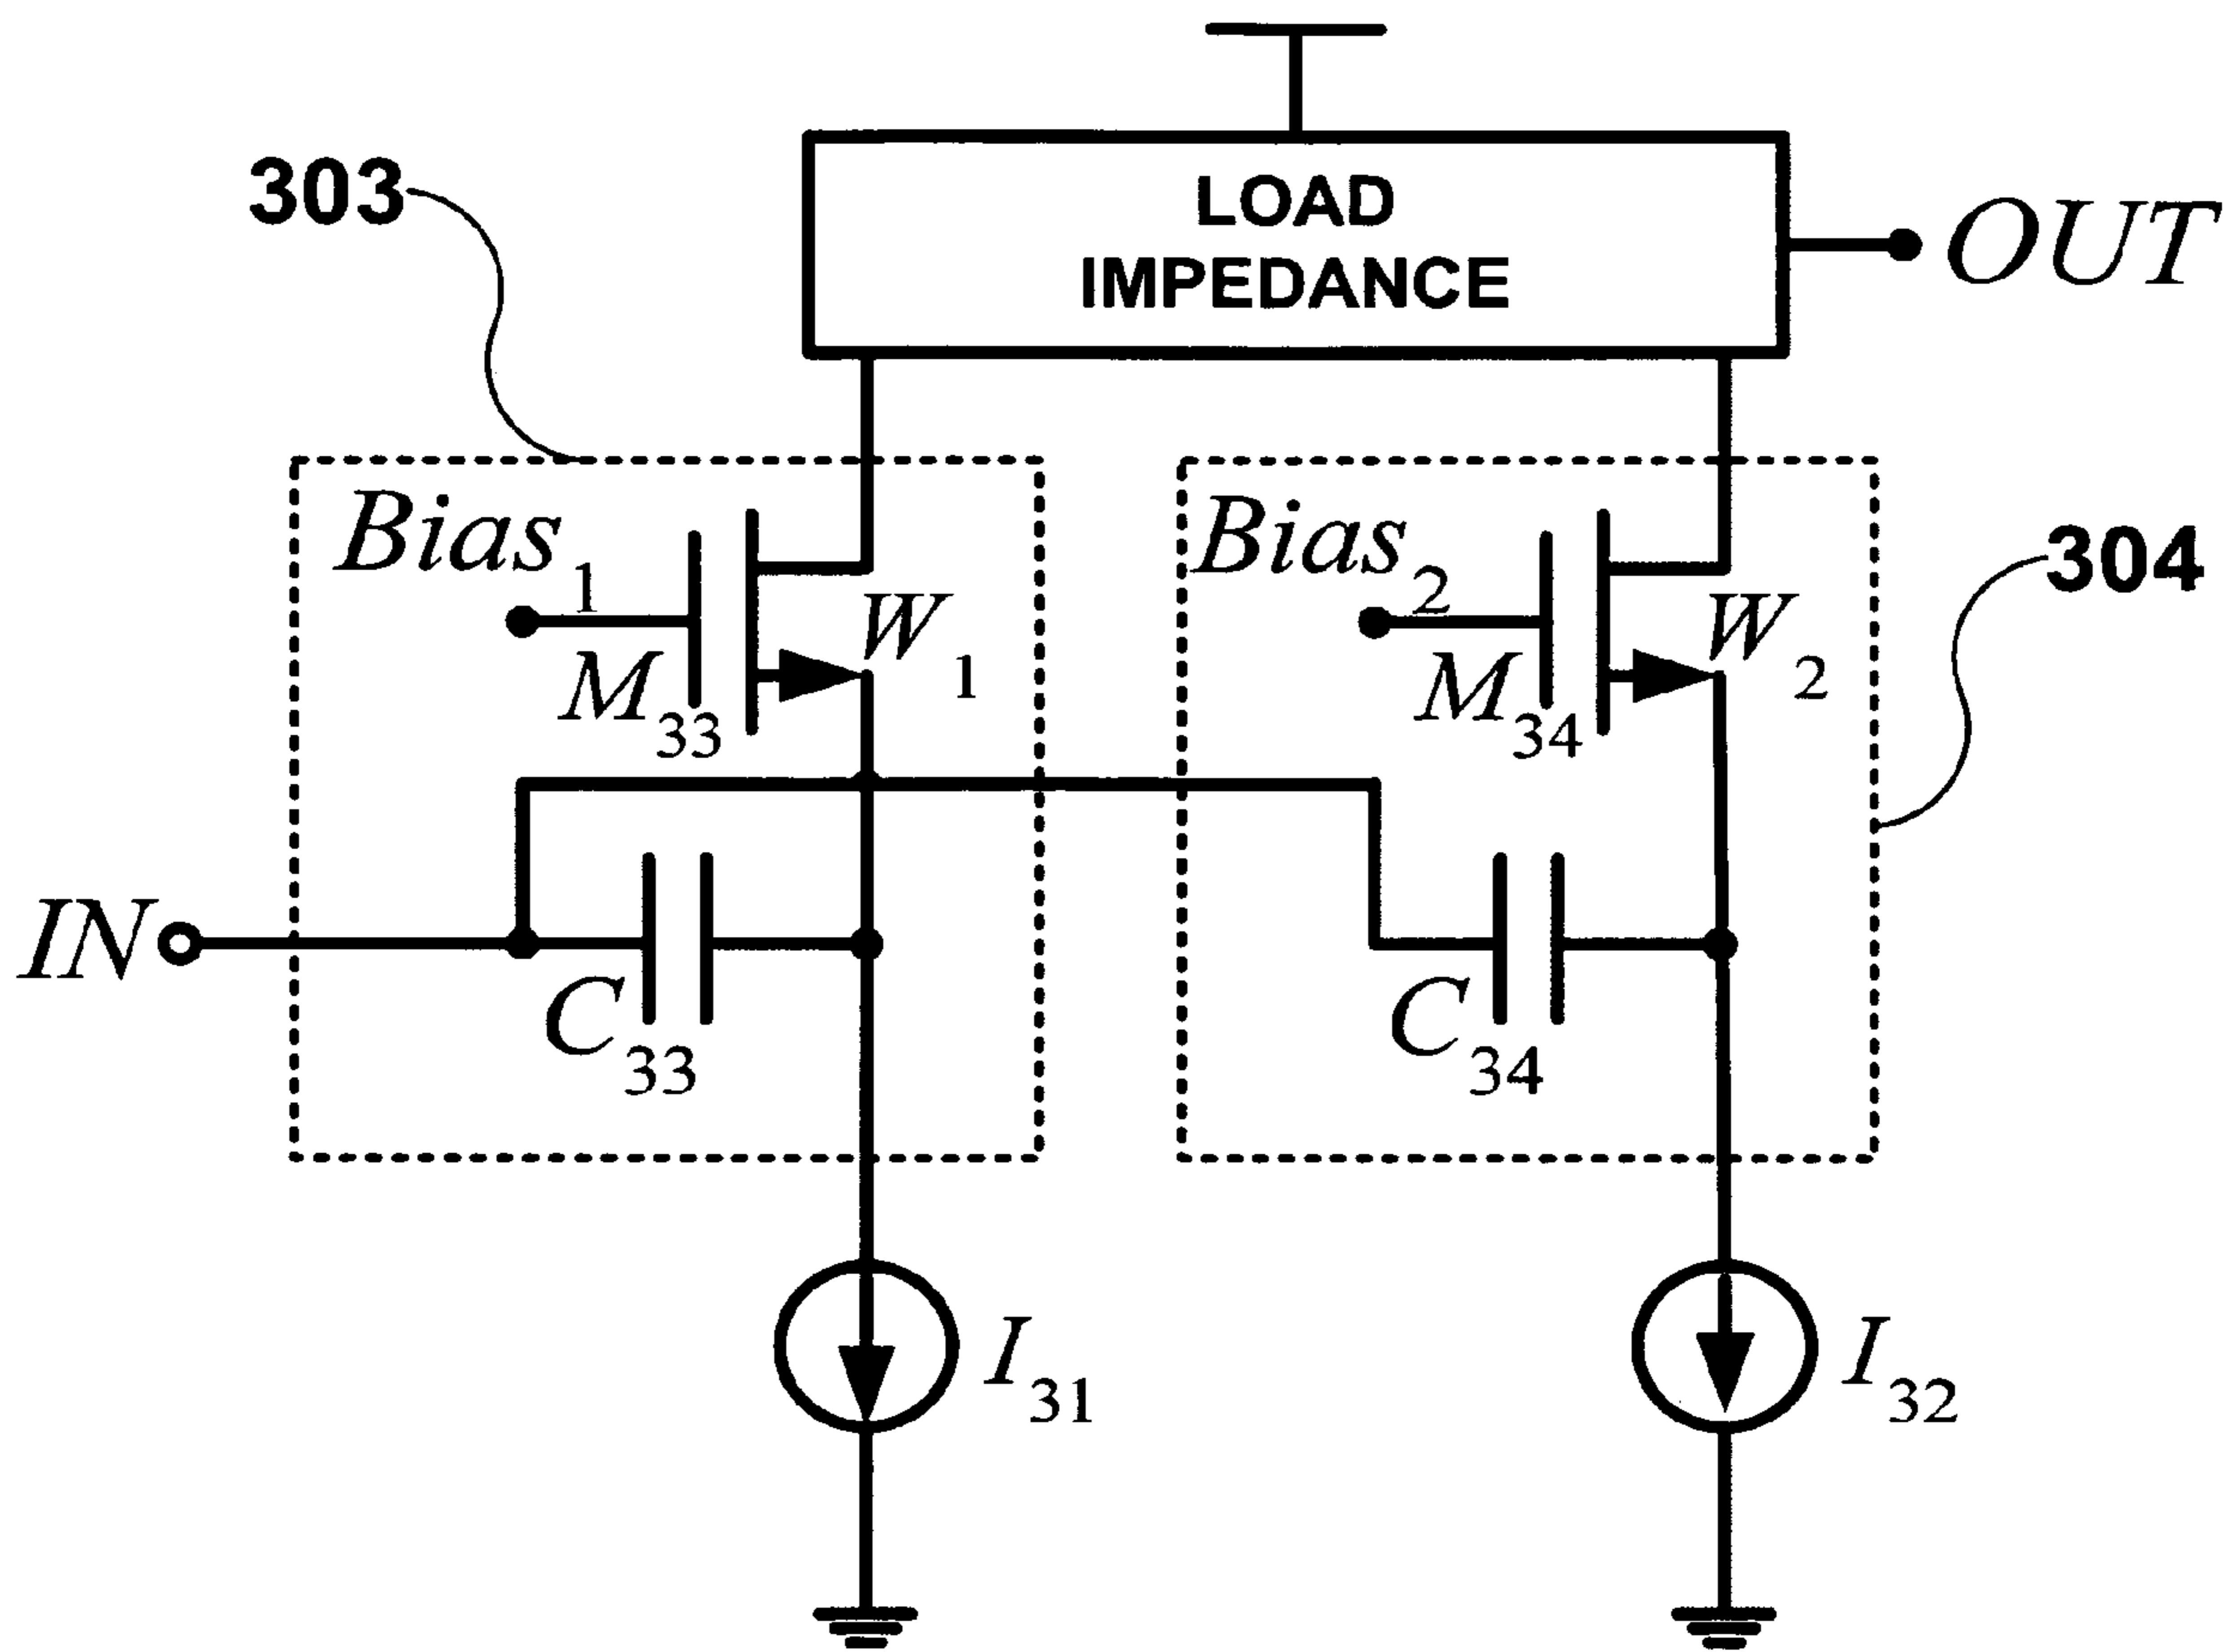 303
LOAD
IMPEDANCE
OUT
Bias1
Bias2
304
W1
W2
M33
M34
IN
C33
C34
I31
I32